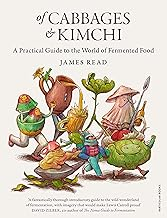 of CABBAGES
& KIMCHI
A Practical Guide to the World of Fermented Food
JAMES READ
'A fantastically thorough introductory guide to the wild wonderland
of fermentation, with imagery that would make Lewis Carroll proud'
DAVID ZILBER, co-author of The Noma Guide to Fermentation